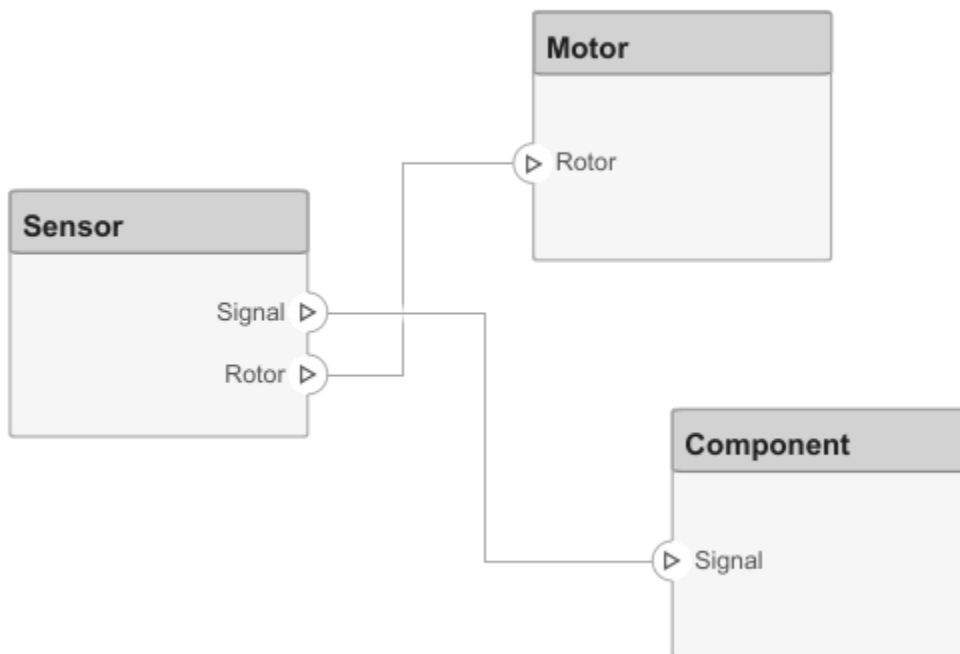 Motor
Rotor
Sensor
Signal
Rotor
Component
Signal